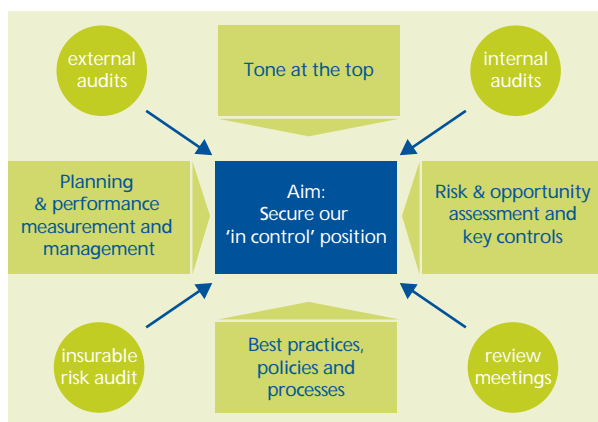 external
audits
Tone at the top
internal
audits
Planning
& performance
measurement and
management
Aim:
Secure our
'in control' position
Risk & opportunity
assessment and
key controls
insurable
risk audit
Best practices,
policies and
processes
review
meetings